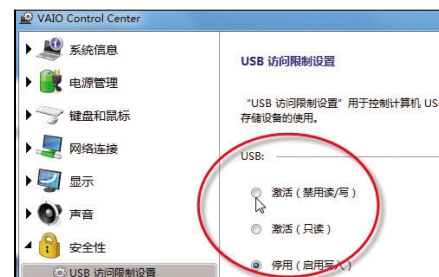 VAIO Control Center
系统信息
电源管理
键盘和鼠标
网络连接
显示
声音
安全性
USB 访问限制设置
USB 访问限制设置
“USB 访问限制设置”用于控制计算机 US
存储设备的使用。
USB:
激活（禁用读/写）
激活（只读）
停用（启用写入）